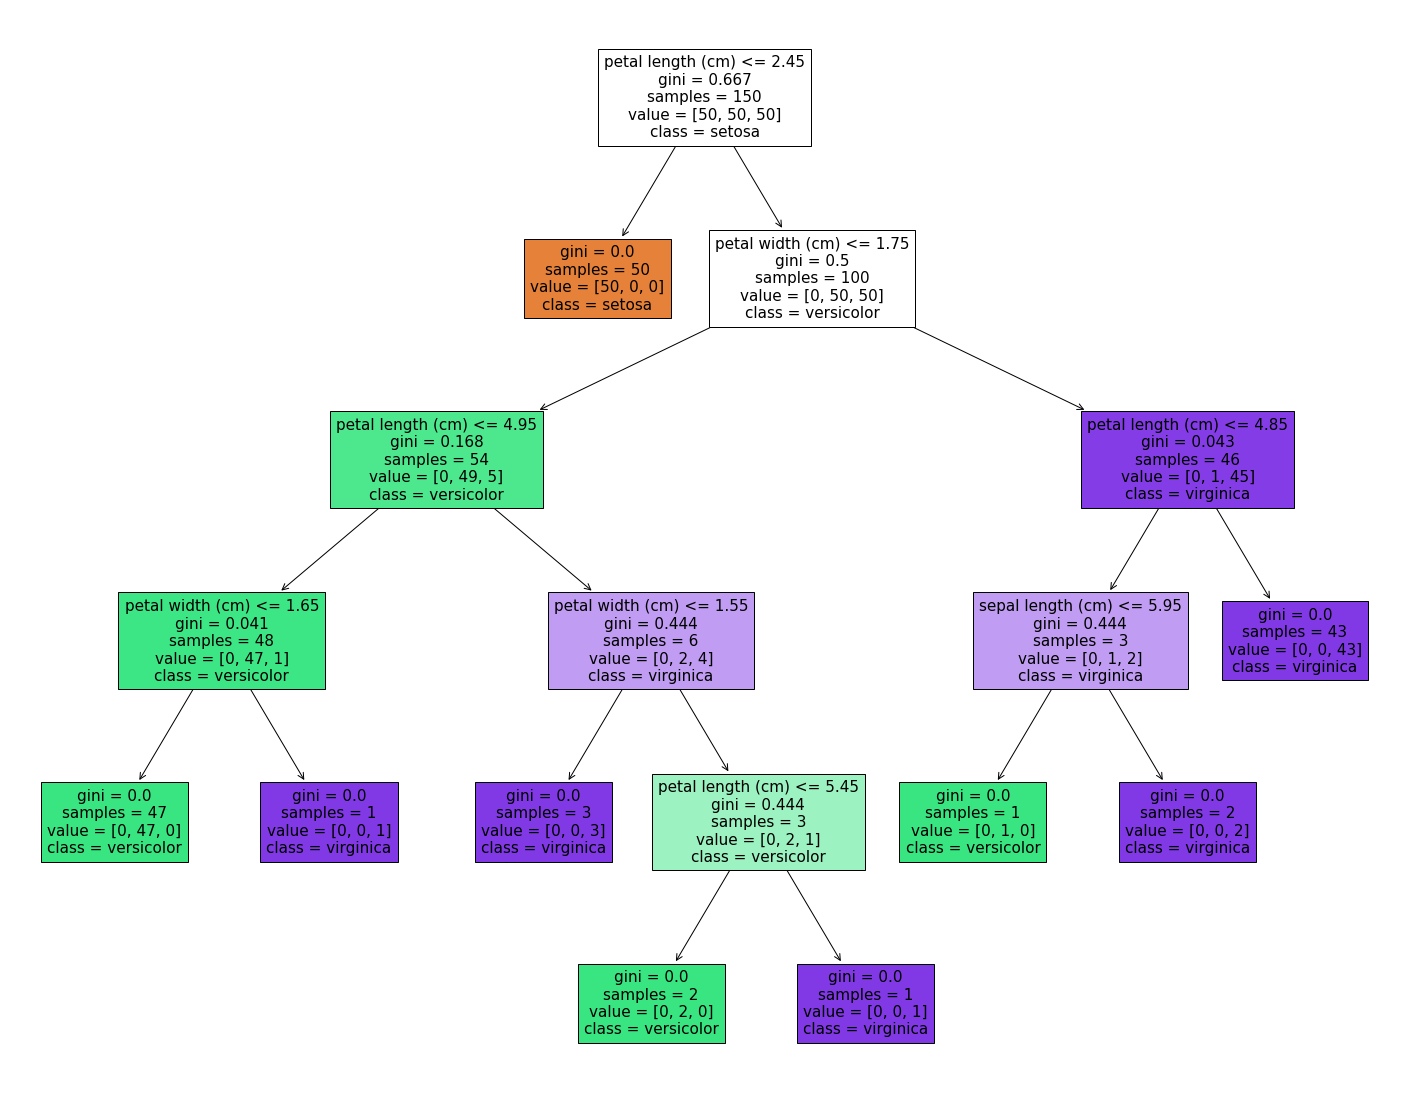 petal length (cm) <= 2.45
gini = 0.667
samples = 150
value = [50, 50, 50]
class = setosa
gini = 0.0
samples = 50
value = [50, 0, 0]
class = setosa
petal width (cm) <= 1.75
gini = 0.5
samples = 100
value = [0, 50, 50]
class = versicolor
petal length (cm) <= 4.95
gini = 0.168
samples = 54
value = [0, 49, 5]
class = versicolor
petal length (cm) <= 4.85
gini = 0.043
samples = 46
value = [0, 1, 45]
class = virginica
petal width (cm) <= 1.65
gini = 0.041
samples = 48
value = [0, 47, 1]
class = versicolor
petal width (cm) <= 1.55
gini = 0.444
samples = 6
value = [0, 2, 4]
class = virginica
sepal length (cm) <= 5.95
gini = 0.444
samples = 3
value = [0, 1, 2]
class = virginica
gini = 0.0
samples = 43
value = [0, 0, 43]
class = virginica
gini = 0.0
samples = 47
value = [0, 47, 0]
class = versicolor
gini = 0.0
samples = 1
value = [0, 0, 1]
class = virginica
gini = 0.0
samples = 3
value = [0, 0, 3]
class = virginica
petal length (cm) <= 5.45
gini = 0.444
samples = 3
value = [0, 2, 1]
class = versicolor
gini = 0.0
samples = 1
value = [0, 1, 0]
class = versicolor
gini = 0.0
samples = 2
value = [0, 0, 2]
class = virginica
gini = 0.0
samples = 2
value = [0, 2, 0]
class = versicolor
gini = 0.0
samples = 1
value = [0, 0, 1]
class = virginica